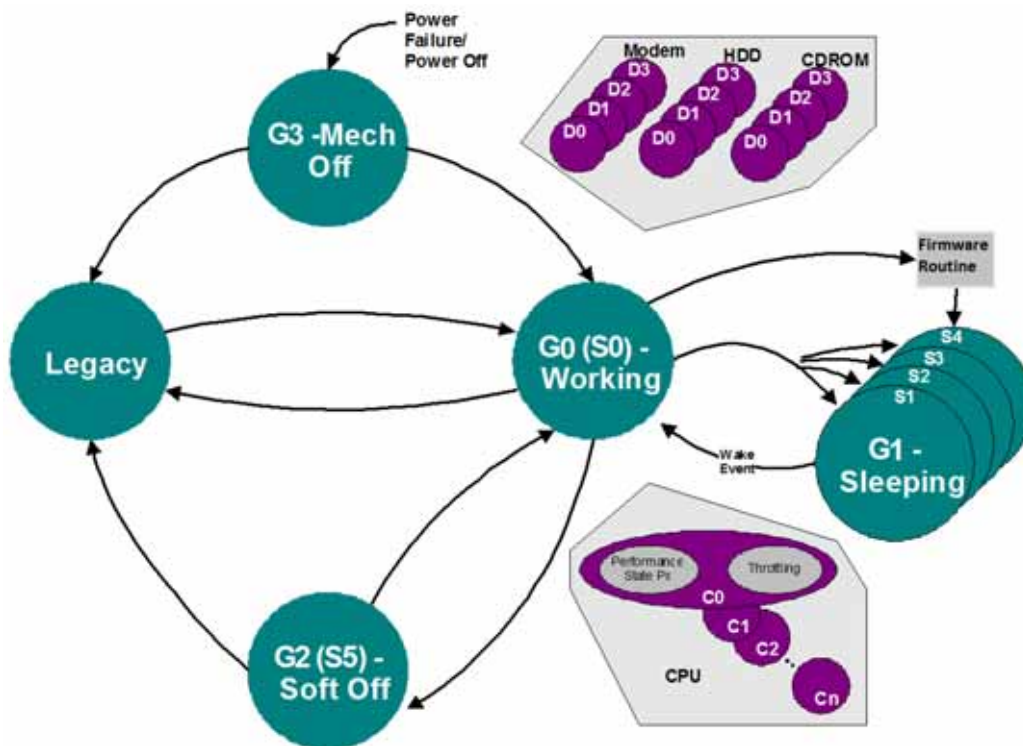 Power
Failure/
Power Off
G3 -Mech
Off
Modem
D3
D2
D1
D0
HDD
D3
D2
D1
D0
CDROM
D3
D2
D1
D0
Firmware
Routine
Legacy
G0 (S0) -
Working
S4
S3
S2
S1
G1 -
Sleeping
Wake
Event
Performance
State Px
Throttling
C0
C1
C2
Cn
CPU
G2 (S5) -
Soft Off